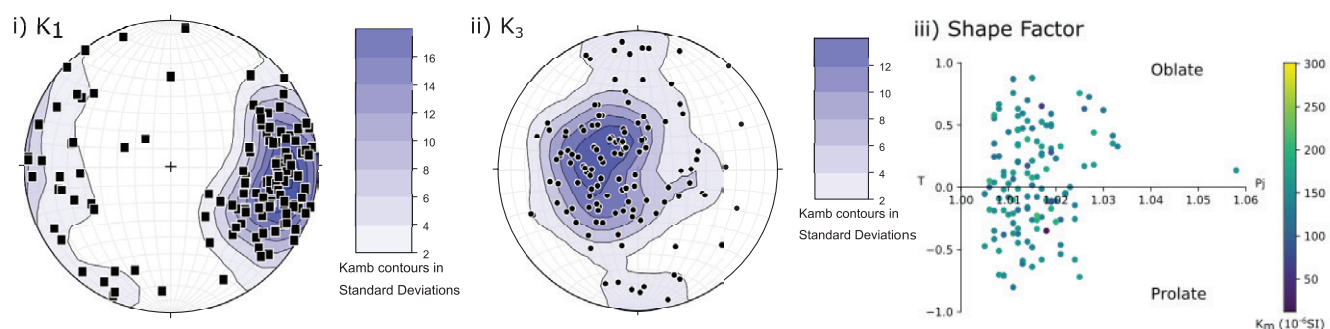 i) K1
16
14
12
10
8
6
4
2
Kamb contours in
Standard Deviations
ii) K3
12
10
8
6
4
2
Kamb contours in
Standard Deviations
iii) Shape Factor
1.0
0.5
0.0
−0.5
−1.0
T
Oblate
Pj
1.00
1.01
1.02
1.03
1.04
1.05
1.06
Prolate
300
250
200
150
100
50
Km (10⁻⁶SI)